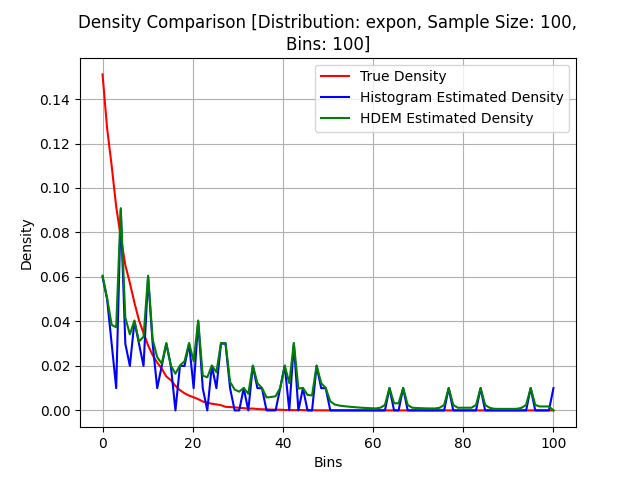 Density Comparison [Distribution: expon, Sample Size: 100,
Bins: 100]
True Density
Histogram Estimated Density
HDEM Estimated Density
Density
0.14
0.12
0.10
0.08
0.06
0.04
0.02
0.00
0 20 40 60 80 100
Bins